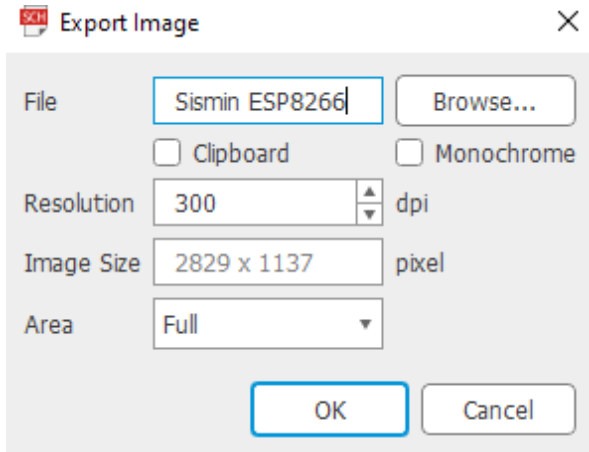 SCH Export Image
File Sismin ESP8266 Browse...
Clipboard Monochrome
Resolution 300 dpi
Image Size 2829 x 1137 pixel
Area Full
OK Cancel